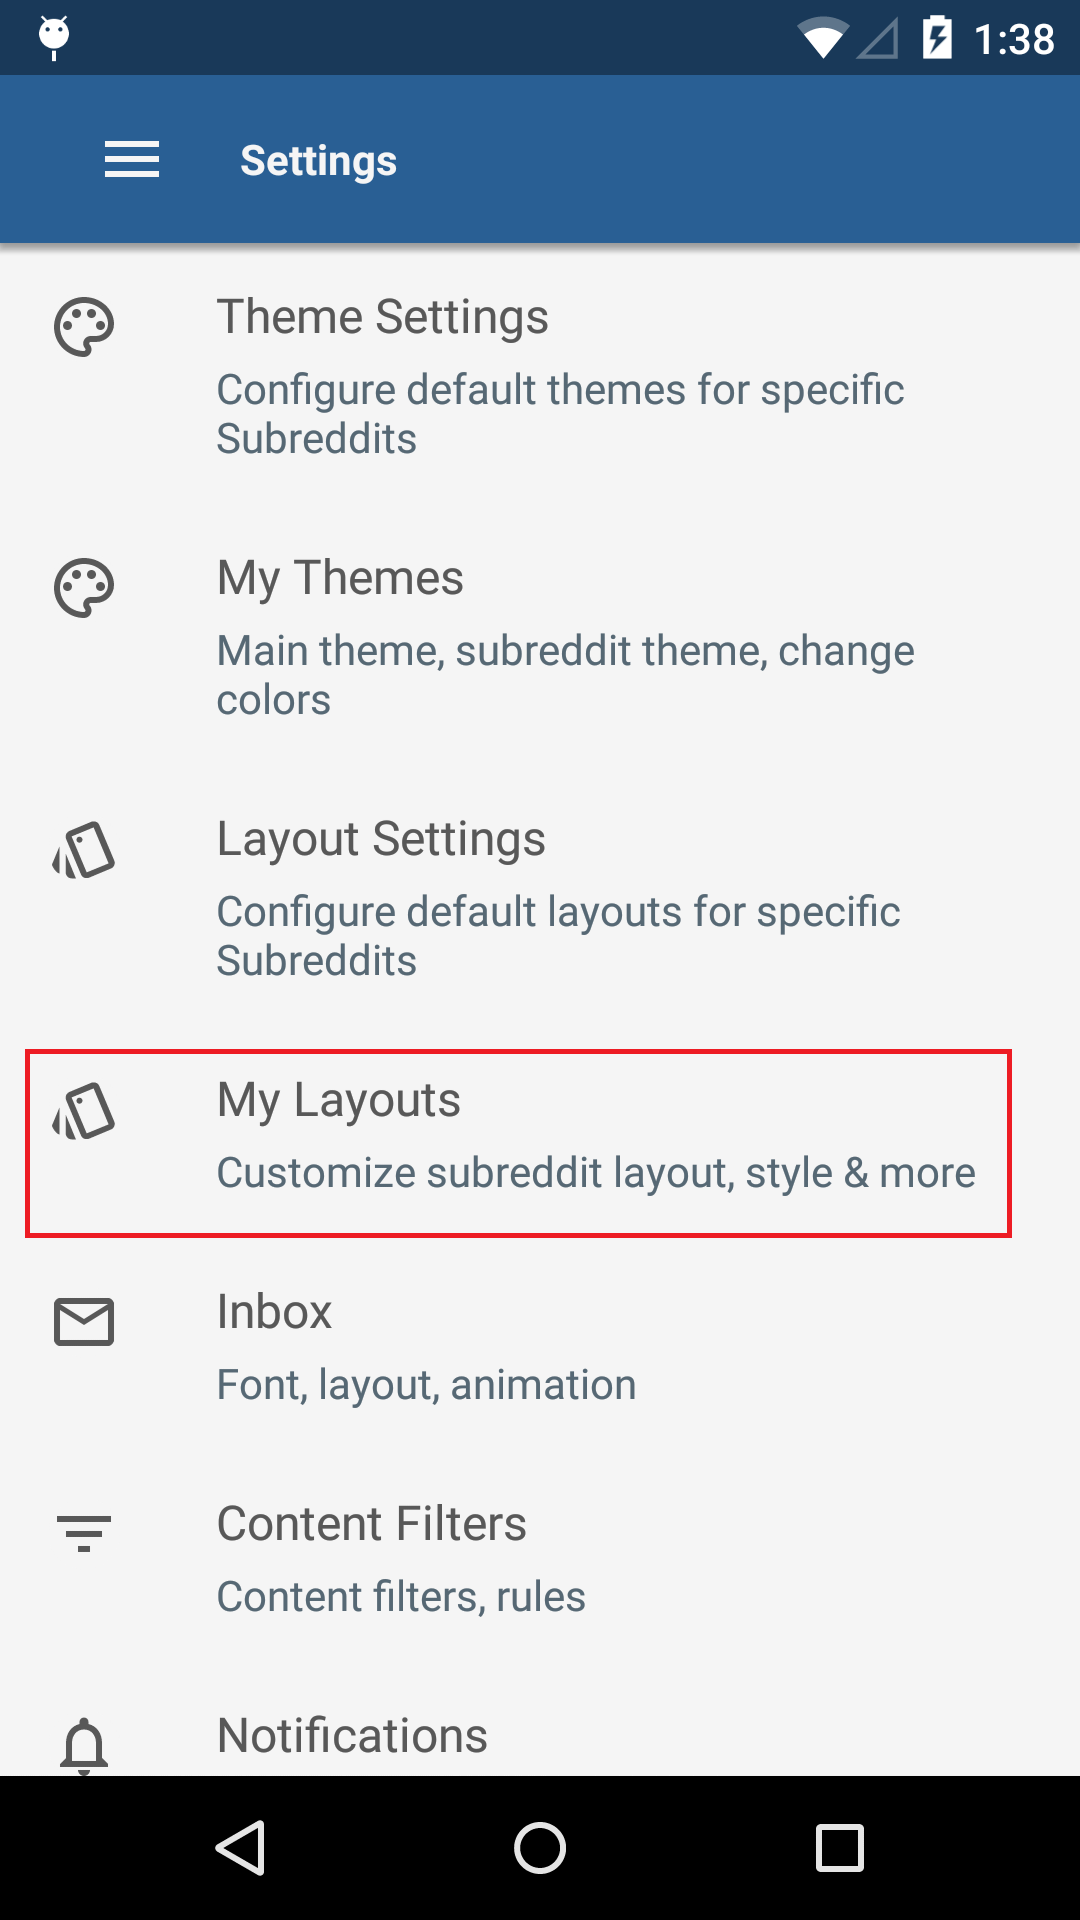 1:38
Settings
Theme Settings
Configure default themes for specific
Subreddits
My Themes
Main theme, subreddit theme, change
colors
Layout Settings
Configure default layouts for specific
Subreddits
My Layouts
Customize subreddit layout, style & more
Inbox
Font, layout, animation
Content Filters
Content filters, rules
Notifications